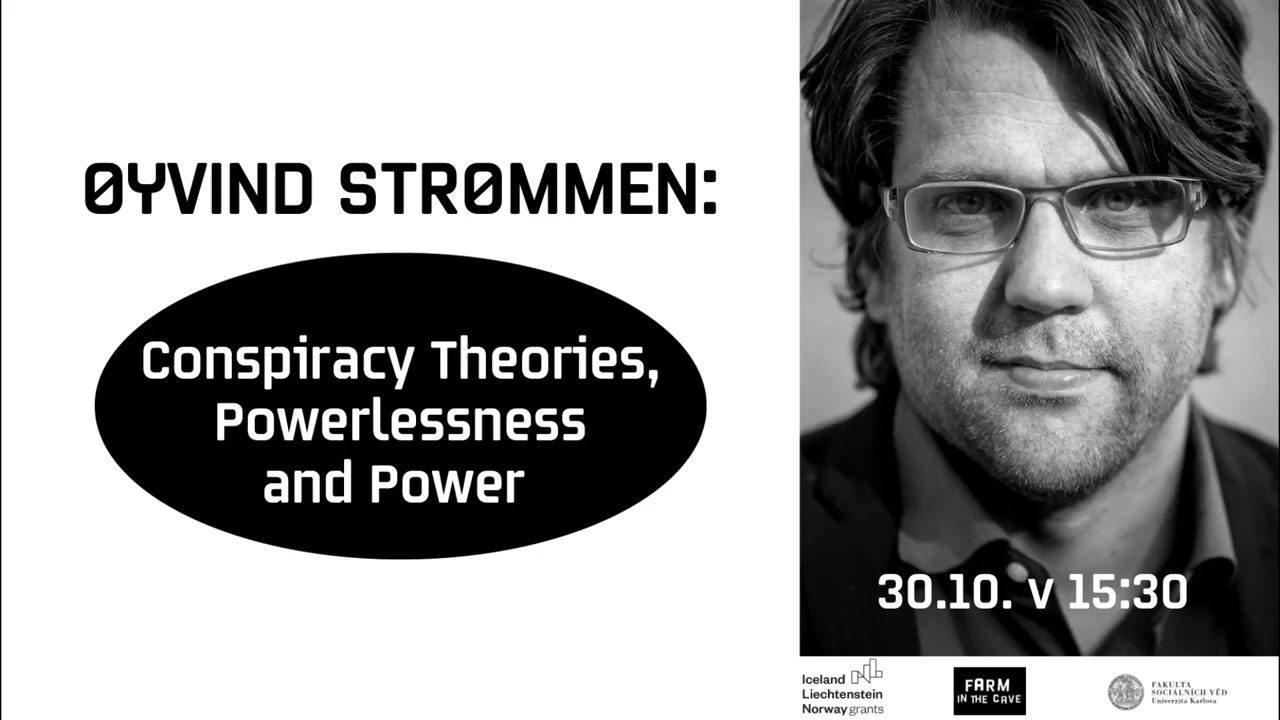 ØYVIND STRØMMEN:
Conspiracy Theories,
Powerlessness
and Power
30.10. v 15:30
Iceland
Liechtenstein
Norway grants
FARM
IN THE CAVE
FAKULTA
SOCIÁLNÍCH VĚD
Univerzita Karlova